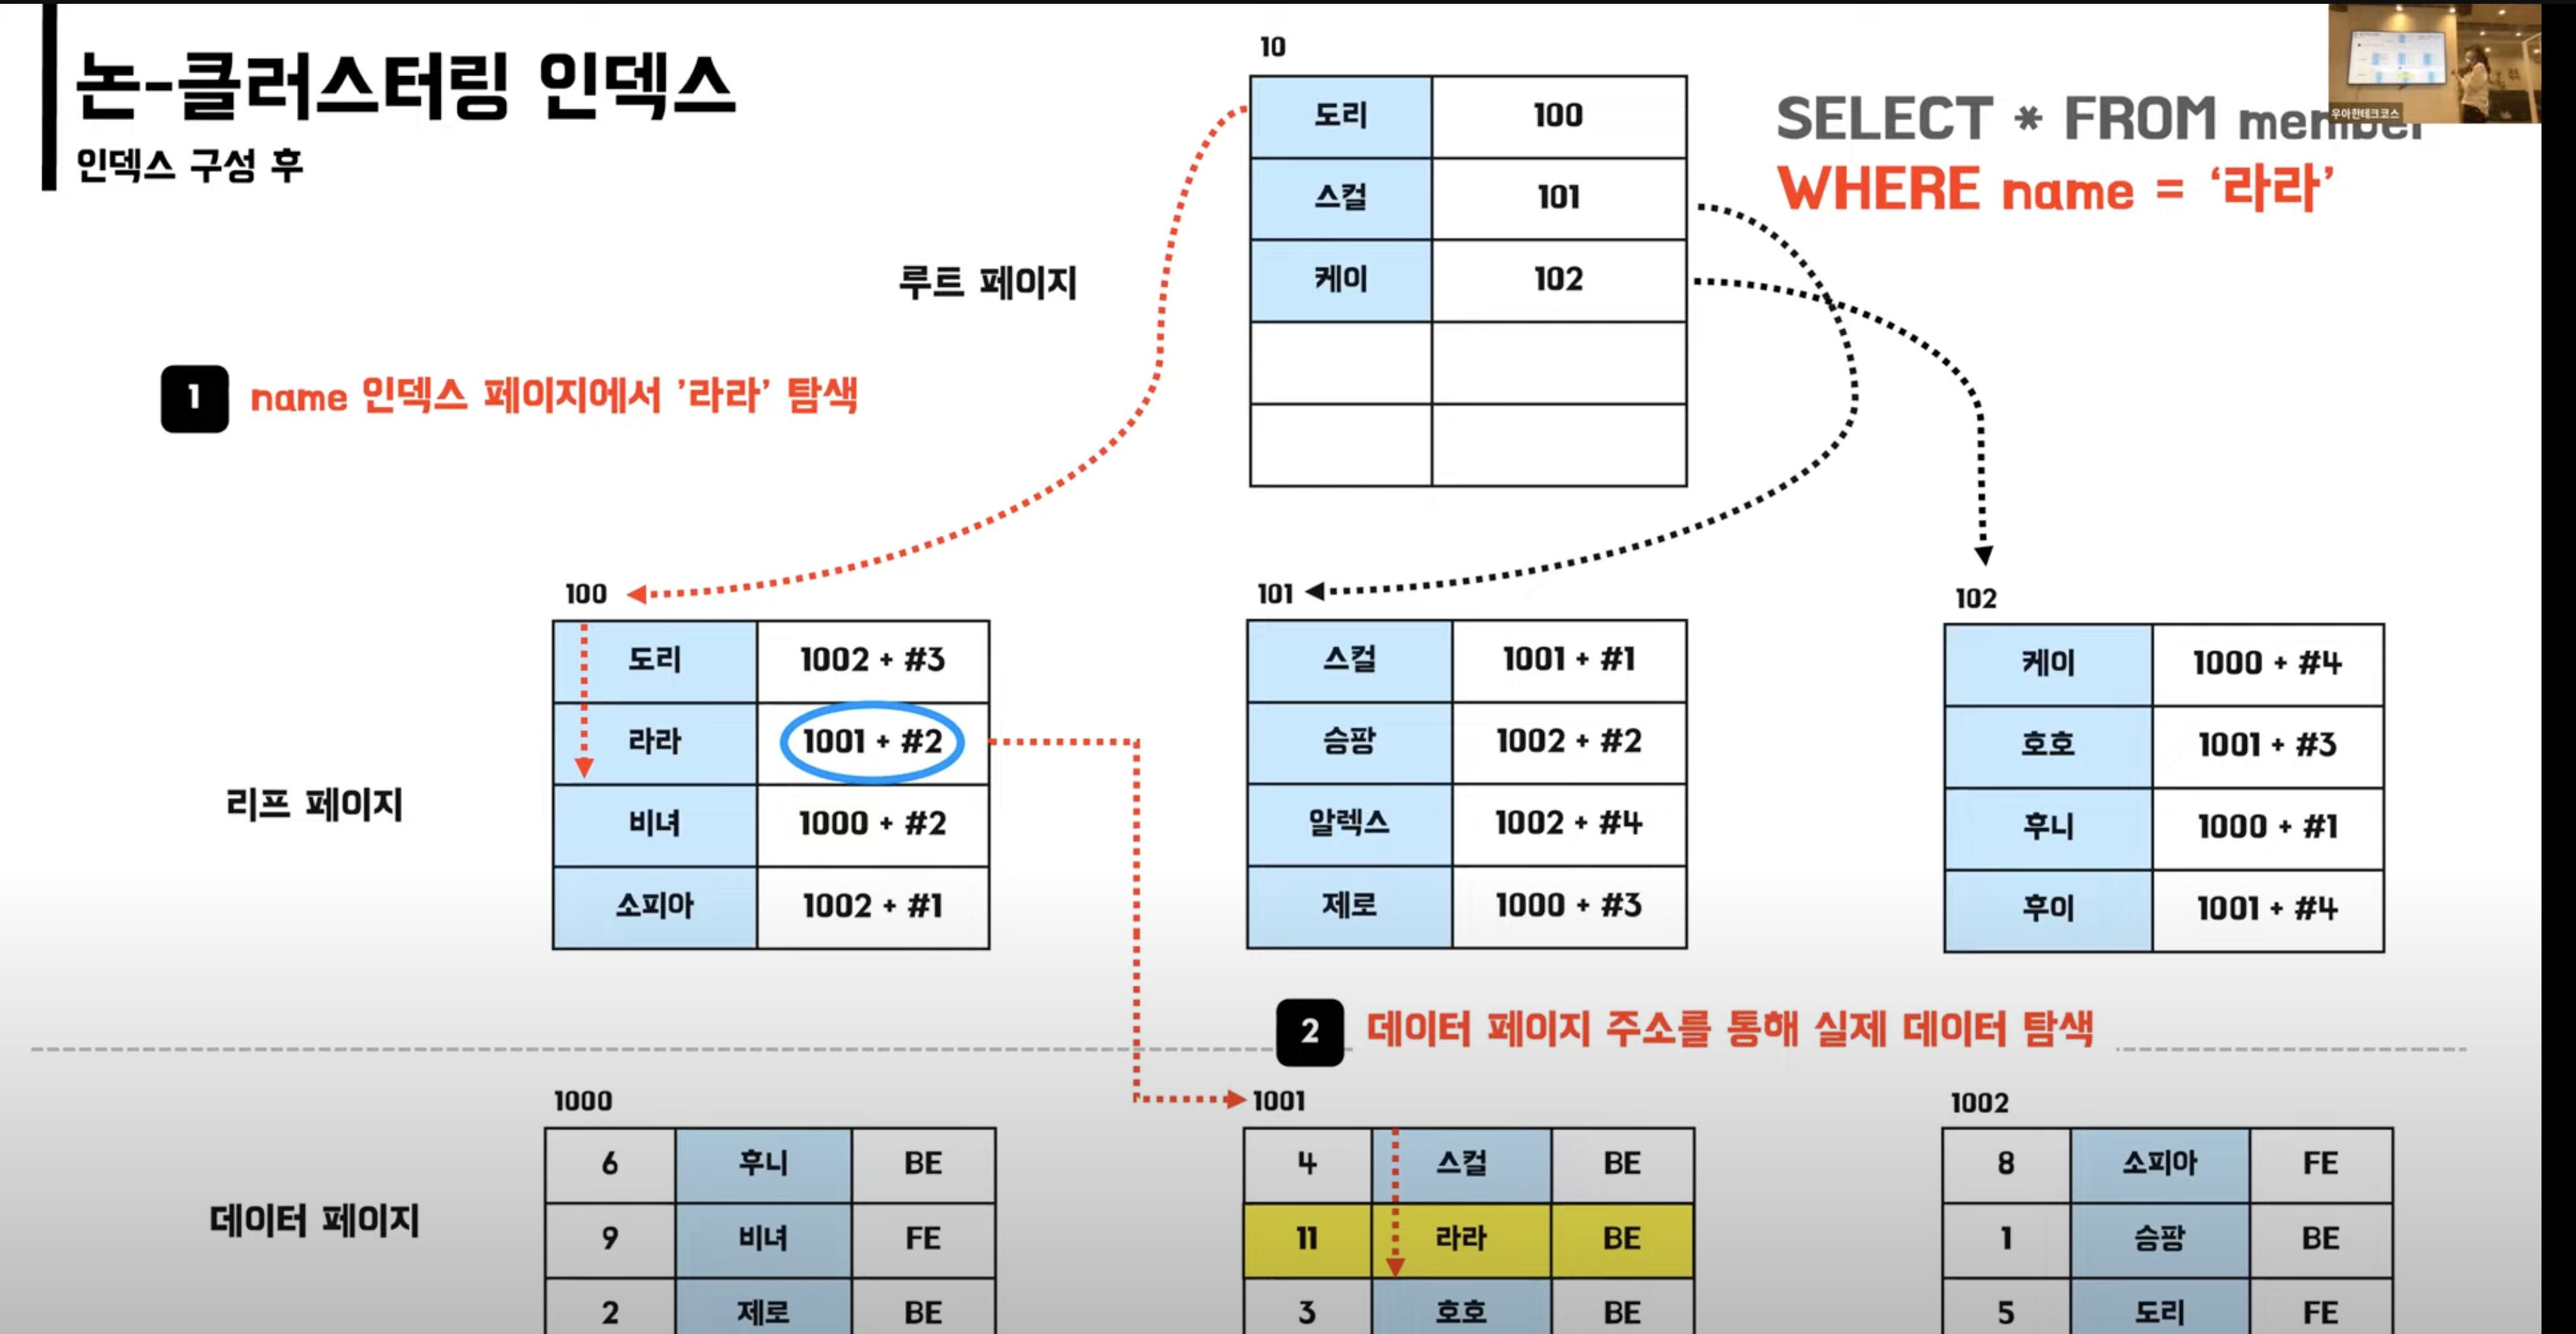 논-클러스터링 인덱스
인덱스 구성 후
10
도리 100
스컬 101
케이 102
루트 페이지
SELECT * FROM member
WHERE name = ‘라라’
우아한테크코스
1 name 인덱스 페이지에서 ’라라’ 탐색
리프 페이지
100
도리 1002 + #3
라라 1001 + #2
비녀 1000 + #2
소피아 1002 + #1
101
스컬 1001 + #1
승팡 1002 + #2
알렉스 1002 + #4
제로 1000 + #3
102
케이 1000 + #4
호호 1001 + #3
후니 1000 + #1
후이 1001 + #4
2 데이터 페이지 주소를 통해 실제 데이터 탐색
데이터 페이지
1000
6 후니 BE
9 비녀 FE
2 제로 BE
1001
4 스컬 BE
11 라라 BE
3 호호 BE
1002
8 소피아 FE
1 승팡 BE
5 도리 FE